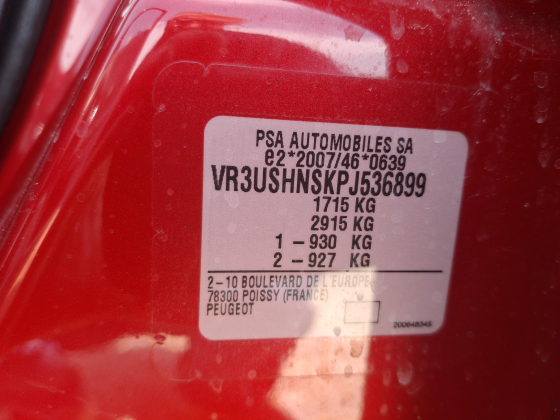 PSA AUTOMOBILES SA
e2*2007/46*0639
VR3USHNSKPJ536899
1715 KG
2915 KG
1 – 930 KG
2 – 927 KG
2 – 10 BOULEVARD DE L'EUROPE
78300 POISSY (FRANCE)
PEUGEOT
200648345